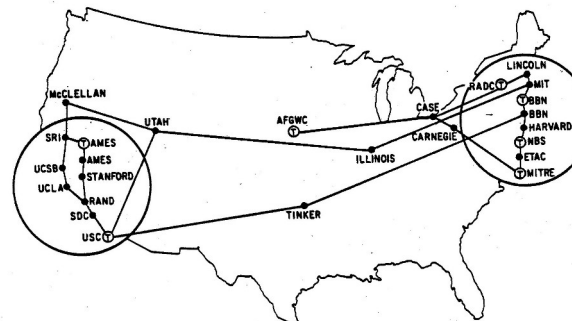 LINCOLN
RADC T
MIT
McCLELLAN
T BBN
AFGWC
T
CASE
BBN
UTAH
HARVARD
SRI
T AMES
CARNEGIE
T NBS
AMES
ILLINOIS
ETAC
UCSB
STANFORD
T MITRE
UCLA
RAND
SDC
TINKER
USC T